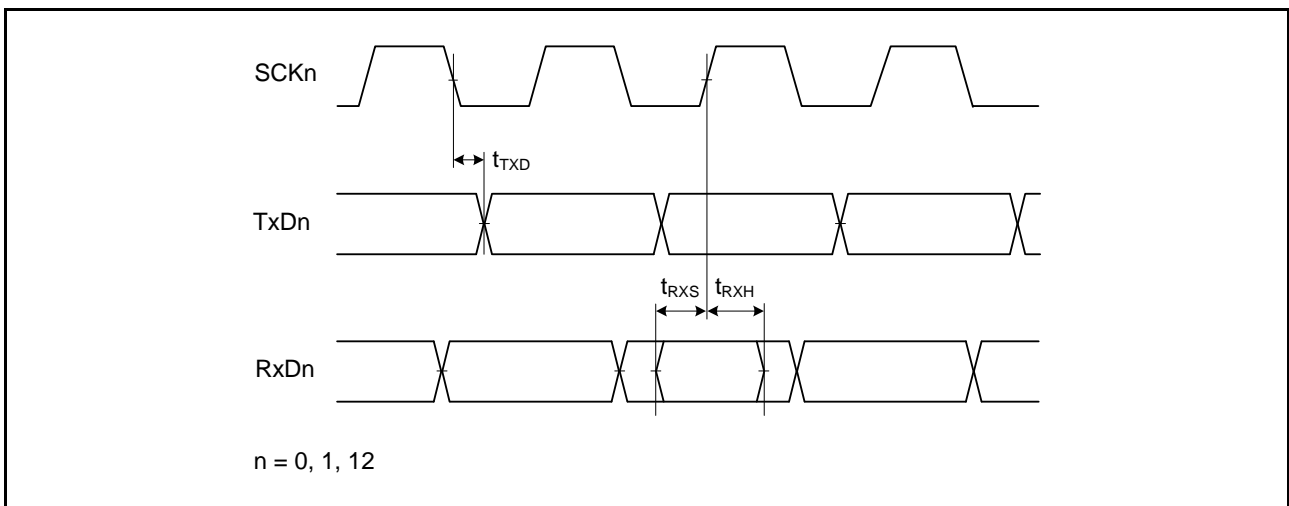 SCKn
tTXD
TxDn
tRXS tRXH
RxDn
n = 0, 1, 12